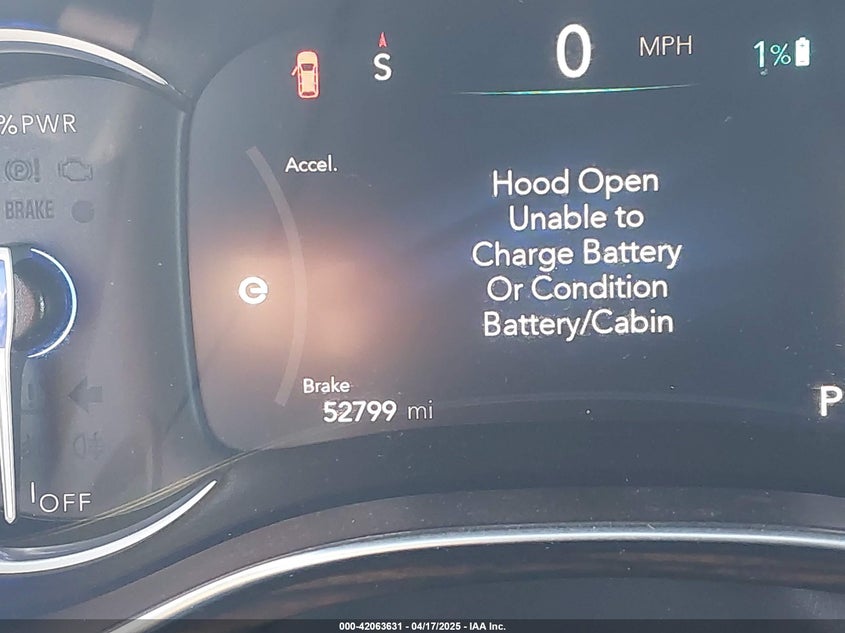 S
0 MPH
1%
%PWR
Accel.
BRAKE
Hood Open
Unable to
Charge Battery
Or Condition
Battery/Cabin
Brake
52799 mi
P
OFF
000-42063631 - 04/17/2025 - IAA Inc.